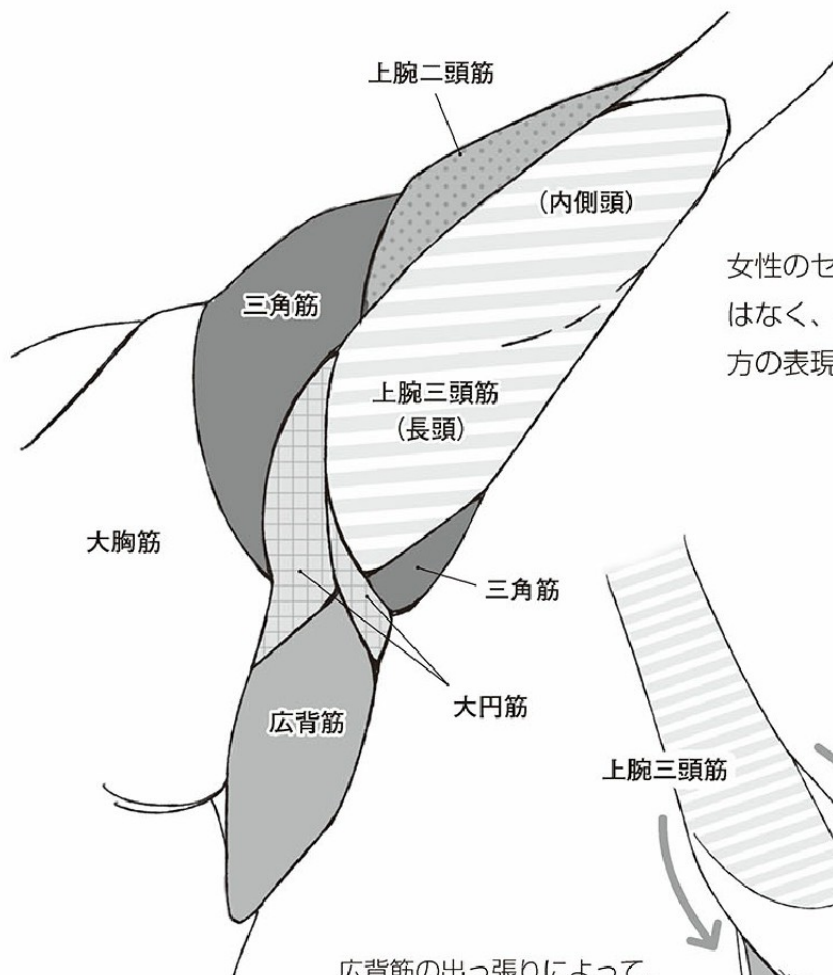 上腕二頭筋
(内側頭)
女性のセ
はなく、
方の表現
三角筋
上腕三頭筋
(長頭)
大胸筋
三角筋
大円筋
広背筋
上腕三頭筋
広背筋の出っ張りによって